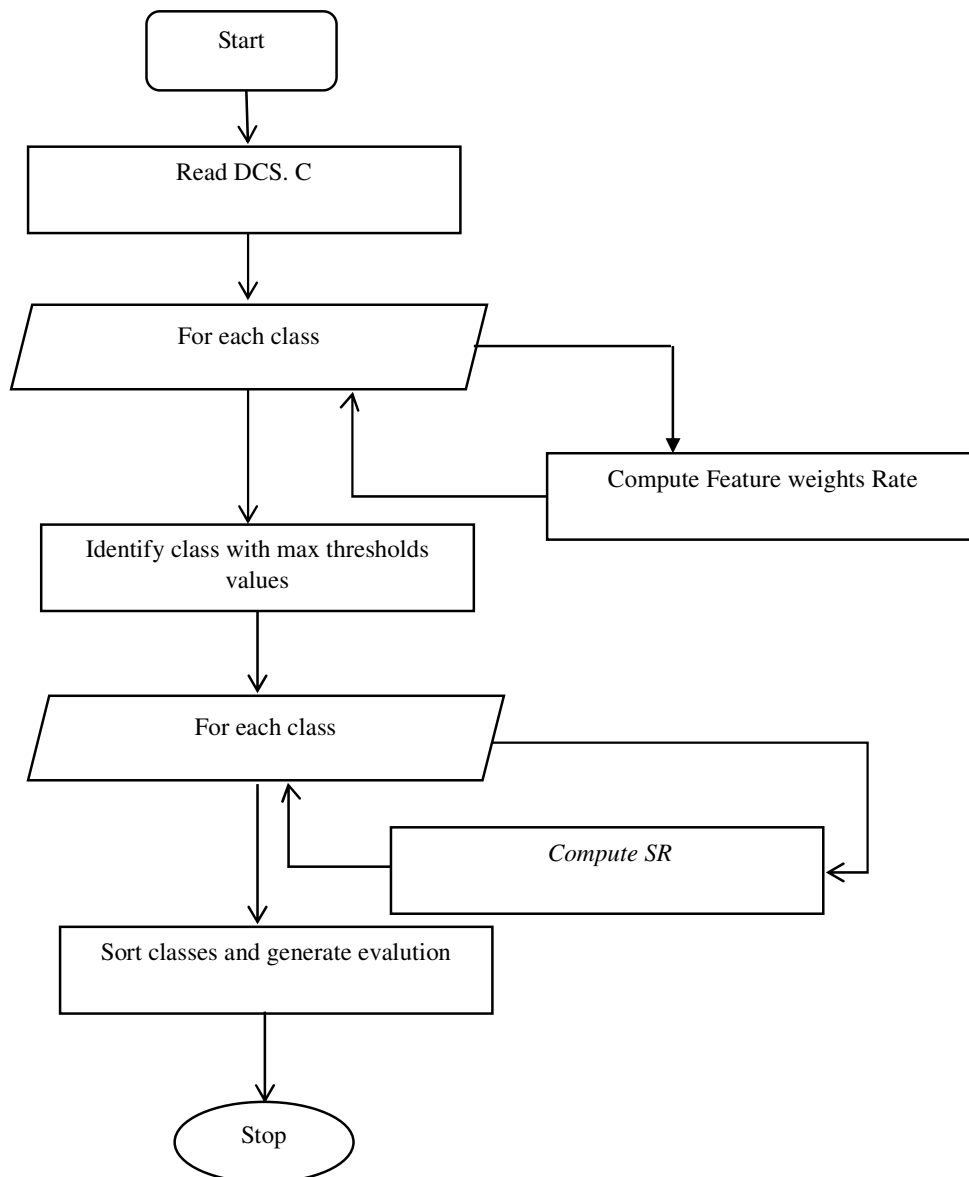 Start
Read DCS. C
For each class
Compute Feature weights Rate
Identify class with max thresholds
values
For each class
Compute SR
Sort classes and generate evalution
Stop